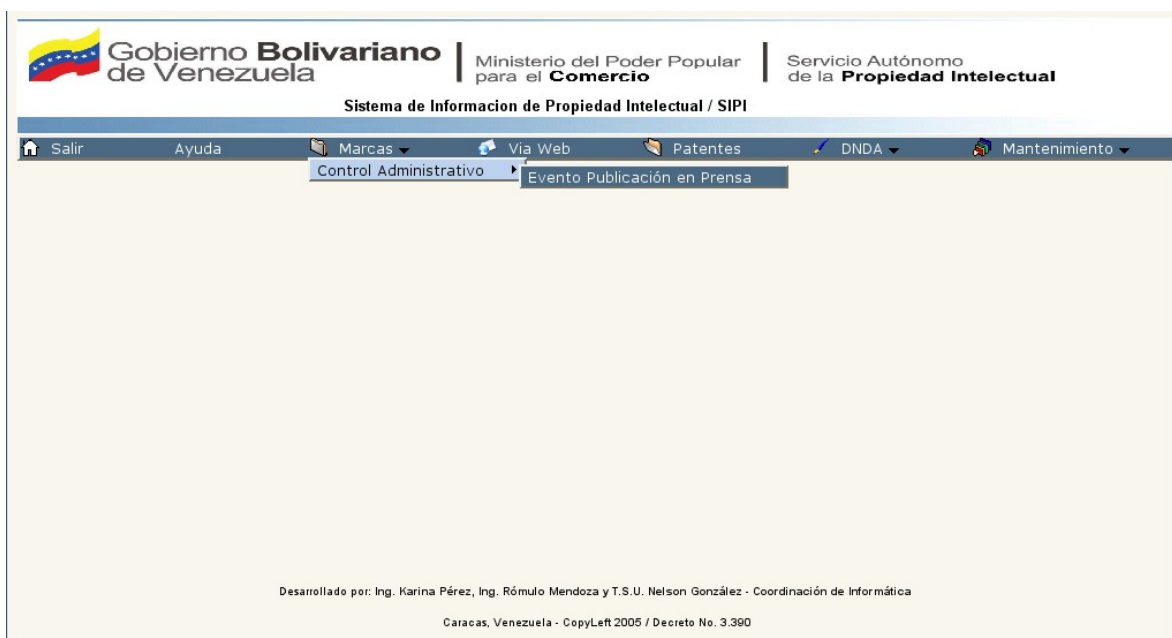 Gobierno Bolivariano
de Venezuela
Ministerio del Poder Popular
para el Comercio
Servicio Autónomo
de la Propiedad Intelectual
Sistema de Informacion de Propiedad Intelectual / SIPI
Salir Ayuda Marcas Via Web Patentes DNDA Mantenimiento
Control Administrativo Evento Publicación en Prensa
Desarrollado por: Ing. Karina Pérez, Ing. Rómulo Mendoza y T.S.U. Nelson González - Coordinación de Informática
Caracas, Venezuela - CopyLeft 2005 / Decreto No. 3.390